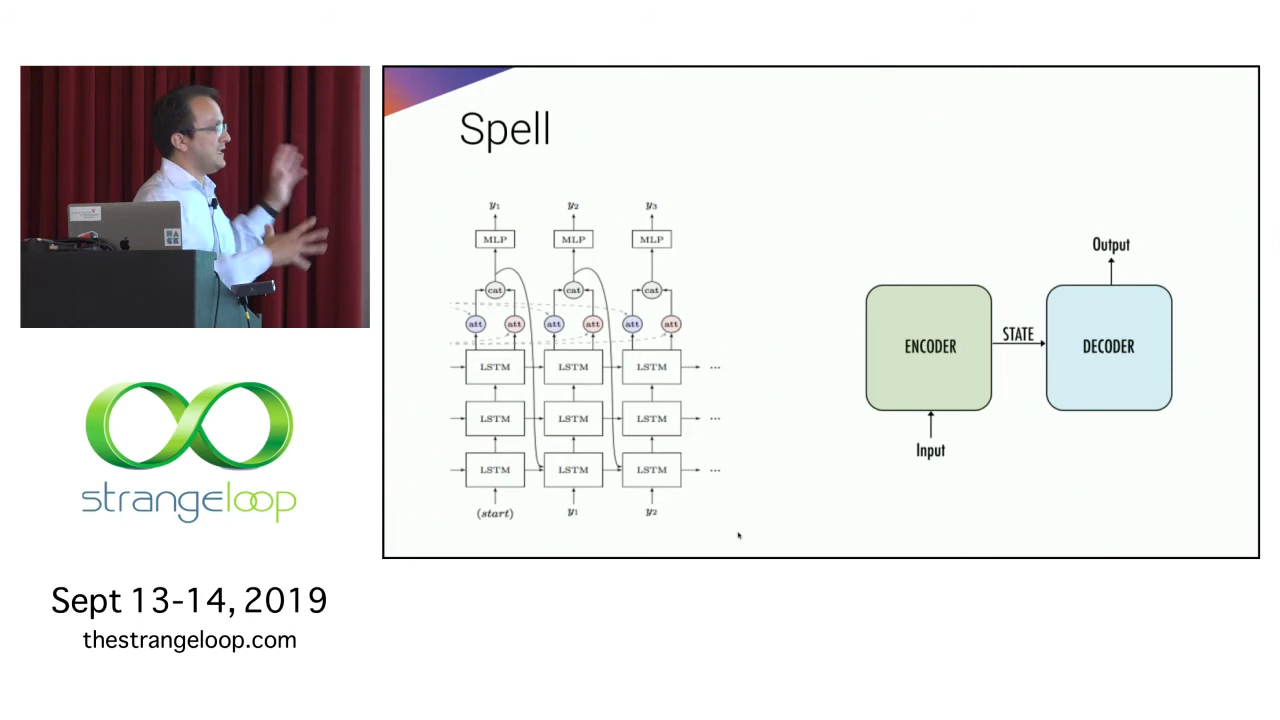 Spell
y1 y2 y3
MLP MLP MLP
cat cat cat
att att att att att att
LSTM LSTM LSTM ...
LSTM LSTM LSTM ...
LSTM LSTM LSTM ...
(start) y1 y2
Output
ENCODER STATE DECODER
Input
strangeloop
Sept 13-14, 2019
thestrangeloop.com